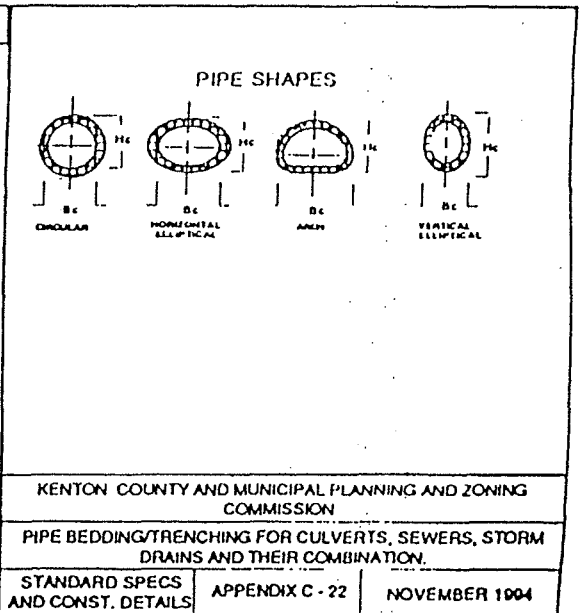 PIPE SHAPES
Hc
Hc
Hc
Hc
Bc
Bc
Bc
Bc
CIRCULAR
HORIZONTAL
ELLIPTICAL
ARCH
VERTICAL
ELLIPTICAL
KENTON COUNTY AND MUNICIPAL PLANNING AND ZONING
COMMISSION
PIPE BEDDING/TRENCHING FOR CULVERTS, SEWERS, STORM
DRAINS AND THEIR COMBINATION.
STANDARD SPECS
AND CONST. DETAILS
APPENDIX C - 22
NOVEMBER 1994